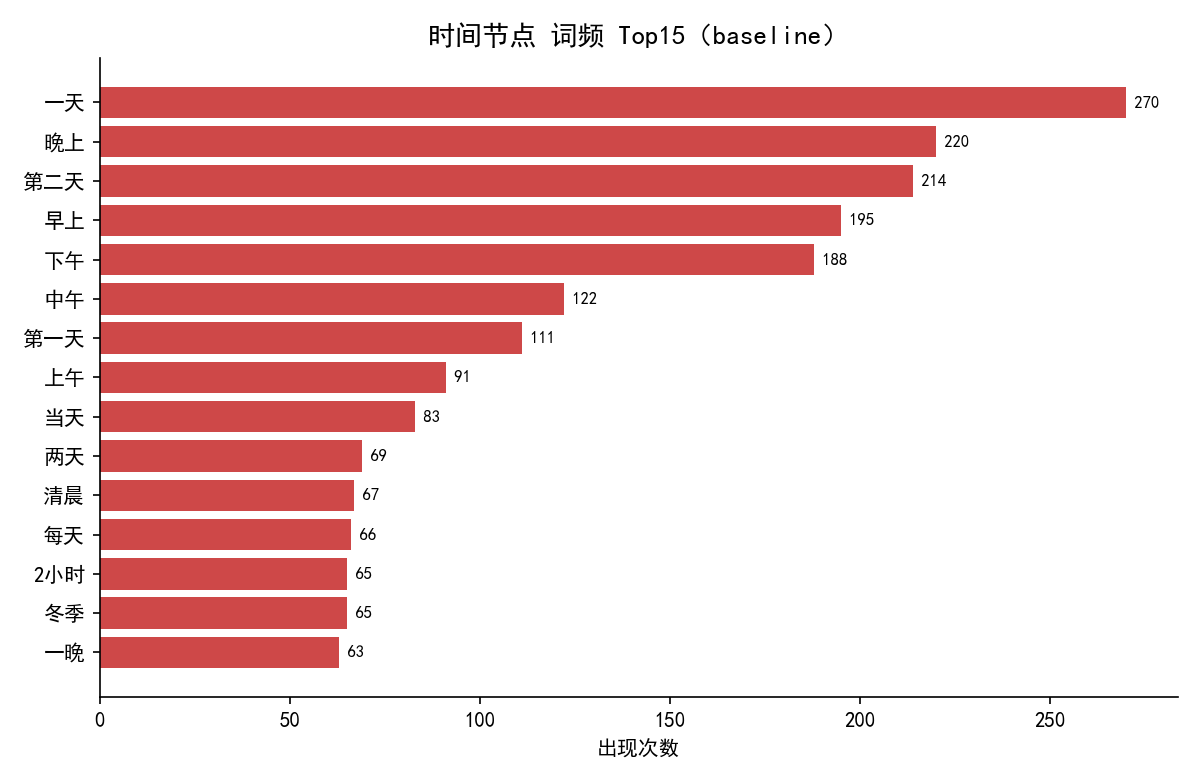 时间节点 词频 Top15（baseline）
一天 270
晚上 220
第二天 214
早上 195
下午 188
中午 122
第一天 111
上午 91
当天 83
两天 69
清晨 67
每天 66
2小时 65
冬季 65
一晚 63
0 50 100 150 200 250
出现次数